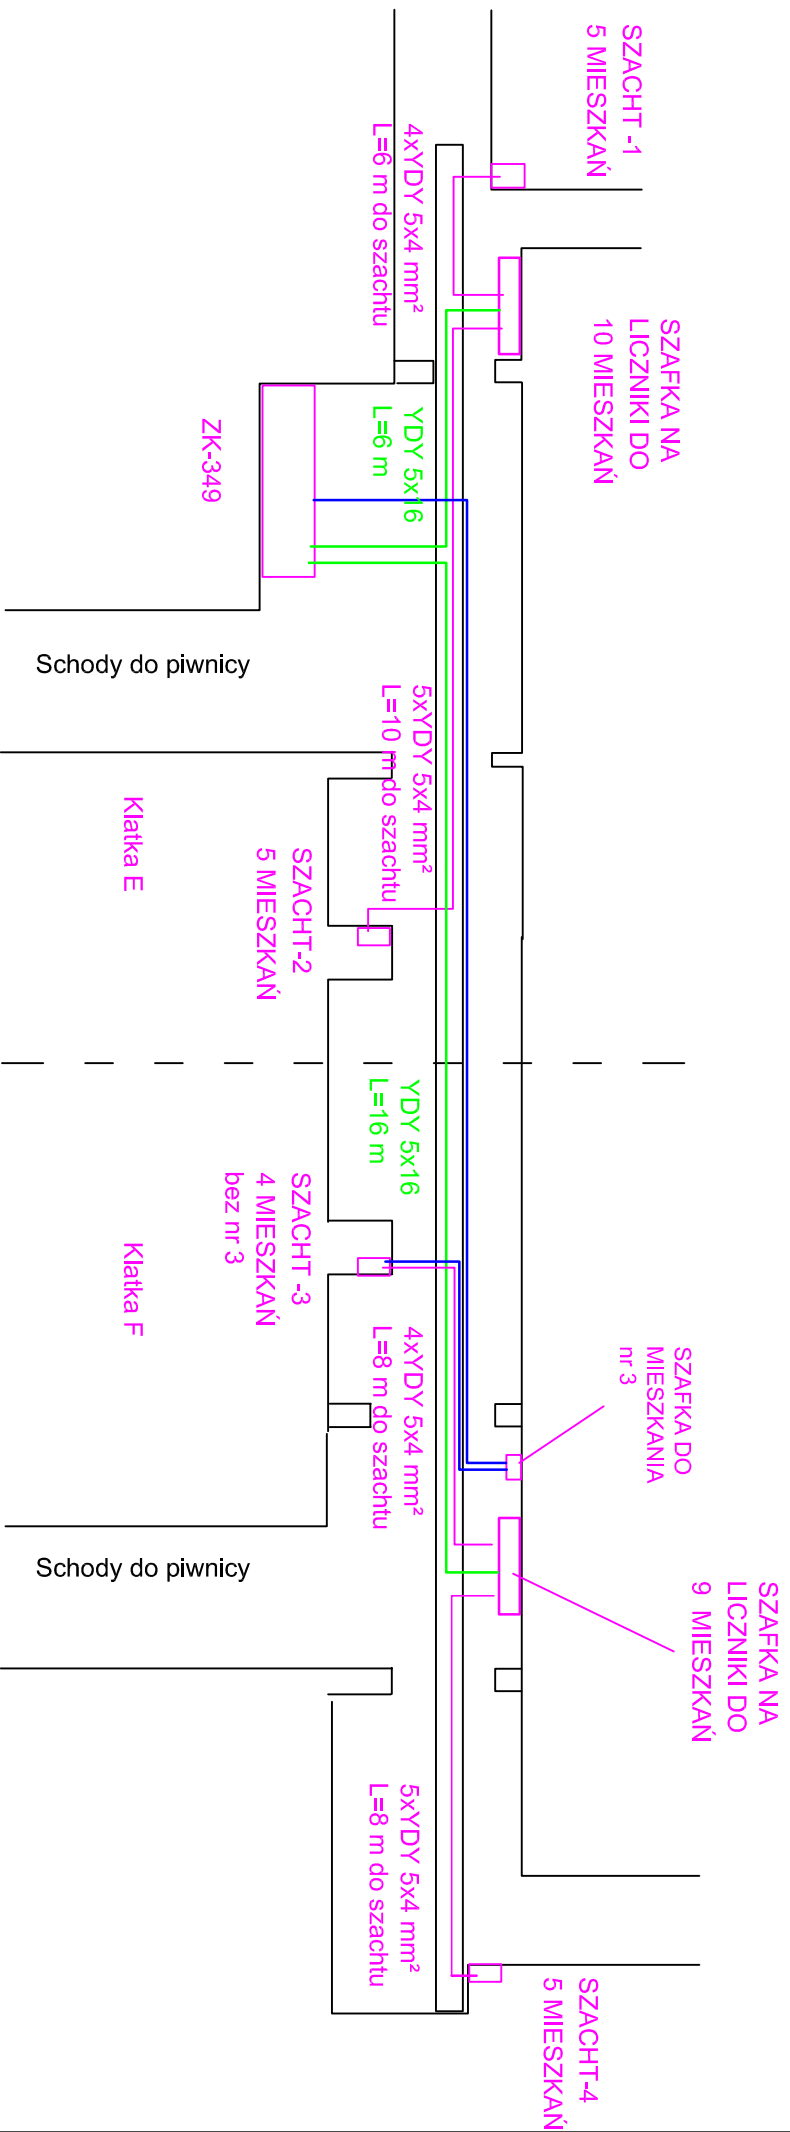 SZACHT -1
5 MIESZKAŃ
4xYDY 5x4 mm²
L=6 m do szachtu
SZAFKA NA
LICZNIKI DO
10 MIESZKAŃ
YDY 5x16
L=6 m
ZK-349
Schody do piwnicy
5xYDY 5x4 mm²
L=10 m do szachtu
Klatka E
SZACHT-2
5 MIESZKAŃ
YDY 5x16
L=16 m
SZACHT -3
4 MIESZKAŃ
bez nr 3
Klatka F
4xYDY 5x4 mm²
L=8 m do szachtu
SZAFKA DO
MIESZKANIA
nr 3
Schody do piwnicy
SZAFKA NA
LICZNIKI DO
9 MIESZKAŃ
5xYDY 5x4 mm²
L=8 m do szachtu
SZACHT-4
5 MIESZKAŃ